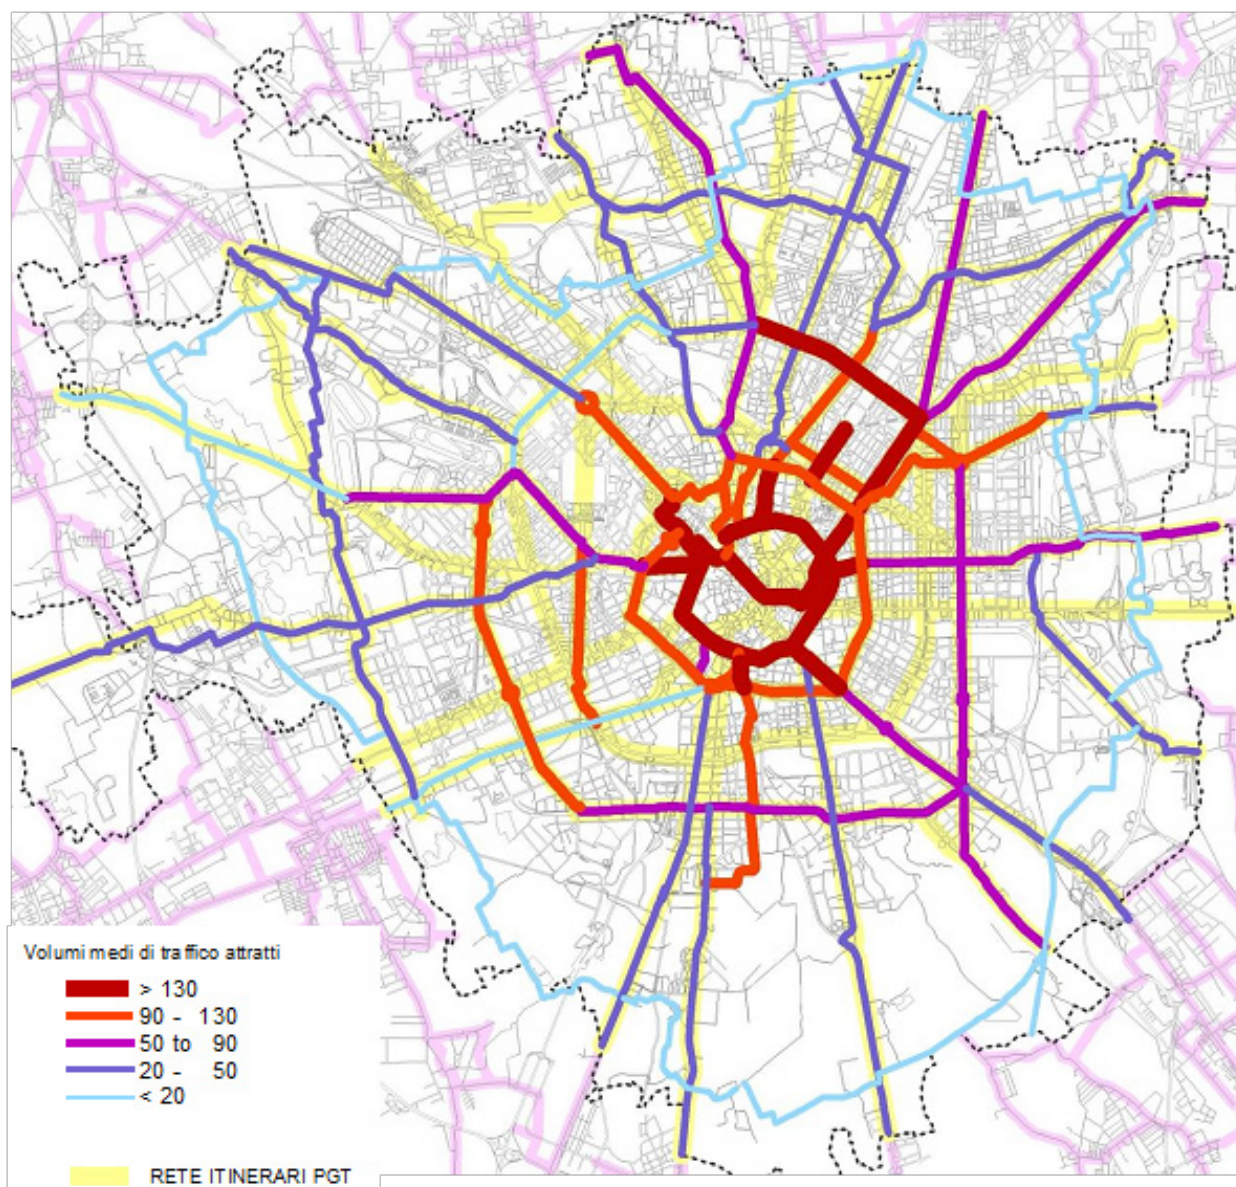 Volumi medi di traffico attratti
> 130
90 - 130
50 to 90
20 - 50
< 20
RETE ITINERARI PGT